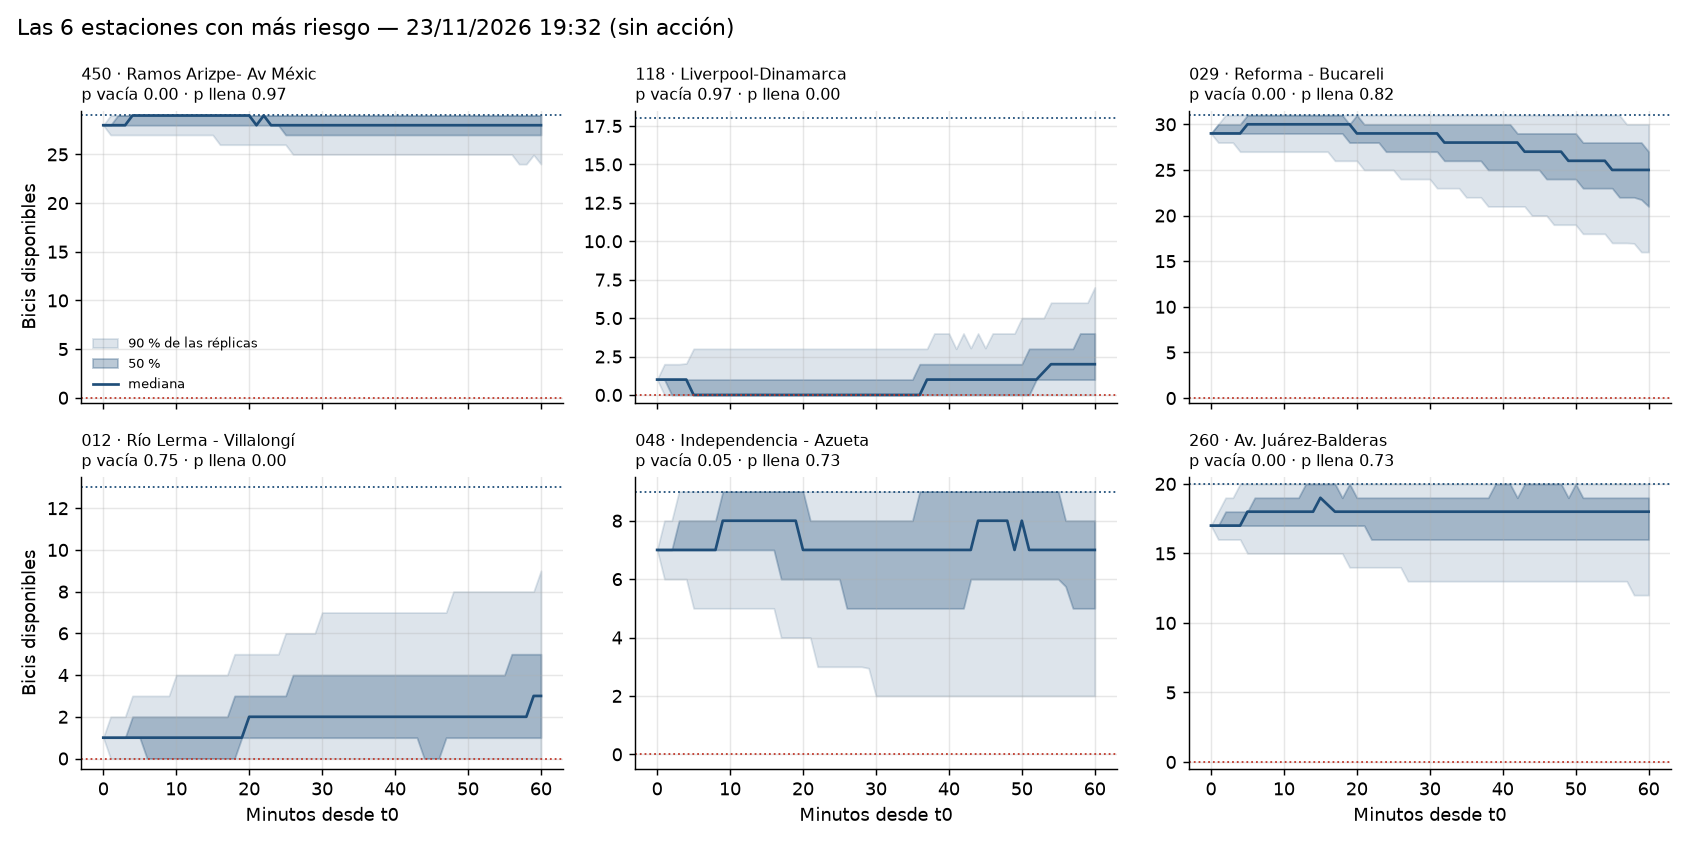 Las 6 estaciones con más riesgo — 23/11/2026 19:32 (sin acción)
450 · Ramos Arizpe- Av Méxic
p vacía 0.00 · p llena 0.97
Bicis disponibles
25
20
15
10
5
0
90 % de las réplicas
50 %
mediana
118 · Liverpool-Dinamarca
p vacía 0.97 · p llena 0.00
17.5
15.0
12.5
10.0
7.5
5.0
2.5
0.0
029 · Reforma - Bucareli
p vacía 0.00 · p llena 0.82
30
25
20
15
10
5
0
012 · Río Lerma - Villalongí
p vacía 0.75 · p llena 0.00
Bicis disponibles
12
10
8
6
4
2
0
0 10 20 30 40 50 60
Minutos desde t0
048 · Independencia - Azueta
p vacía 0.05 · p llena 0.73
8
6
4
2
0
0 10 20 30 40 50 60
Minutos desde t0
260 · Av. Juárez-Balderas
p vacía 0.00 · p llena 0.73
20
15
10
5
0
0 10 20 30 40 50 60
Minutos desde t0